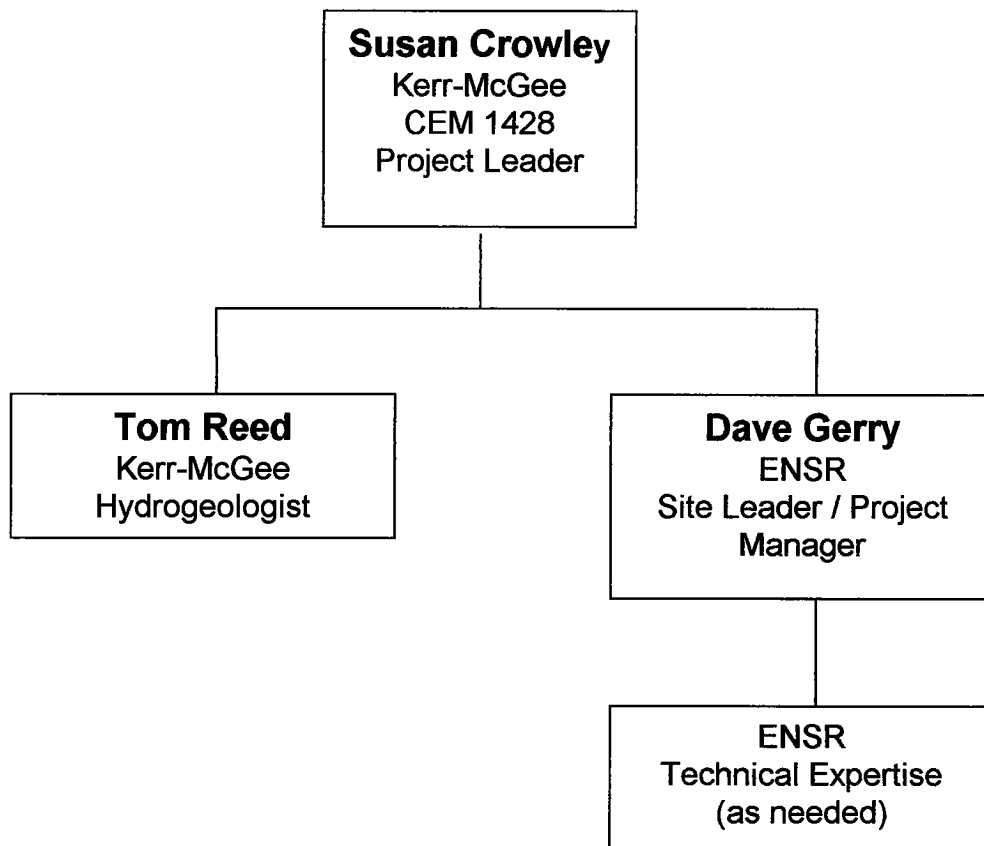 Susan Crowley
Kerr-McGee
CEM 1428
Project Leader
Tom Reed
Kerr-McGee
Hydrogeologist
Dave Gerry
ENSR
Site Leader / Project
Manager
ENSR
Technical Expertise
(as needed)